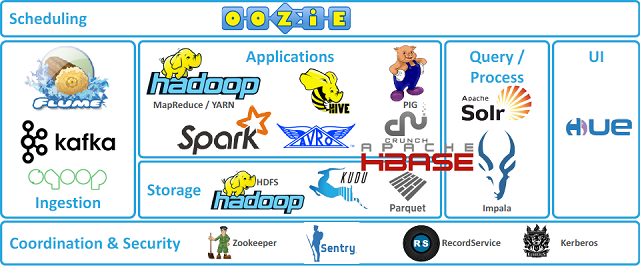 Scheduling
OOZiE
FLUME
kafka
sqoop
Ingestion
Applications
hadoop
MapReduce / YARN
HIVE
PIG
Spark
AVRO
CRUNCH
APACHE
HBASE
Storage
HDFS
hadoop
KUDU
Parquet
Query /
Process
Apache
Solr
Impala
UI
HUE
Coordination & Security
Zookeeper
Sentry
RS
RecordService
Kerberos